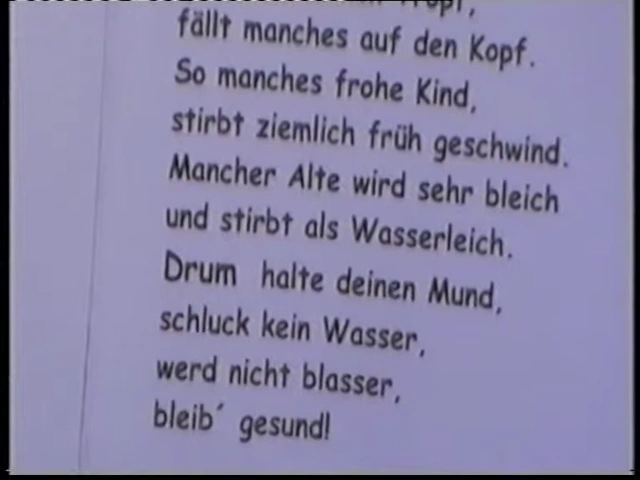 fällt manches auf den Kopf.
So manches frohe Kind,
stirbt ziemlich früh geschwind.
Mancher Alte wird sehr bleich
und stirbt als Wasserleich.
Drum halte deinen Mund,
schluck kein Wasser,
werd nicht blasser,
bleib´ gesund!